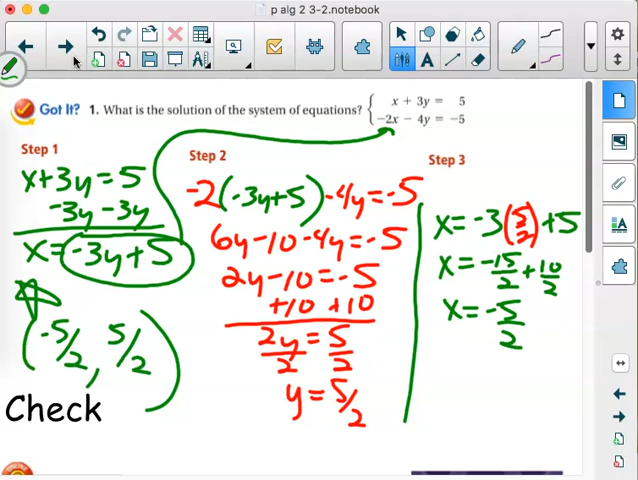 p alg 2 3-2.notebook
Got It? 1. What is the solution of the system of equations? { x + 3y = 5
-2x - 4y = -5
Step 1
x+3y=5
-3y -3y
x=-3y+5
(-5/2, 5/2)
Check
Step 2
-2(-3y+5)-4y=-5
6y-10-4y=-5
2y-10=-5
+10 +10
2y = 5
2 2
y=5/2
Step 3
x=-3(5/2)+5
x=-15/2+10/2
x=-5/2